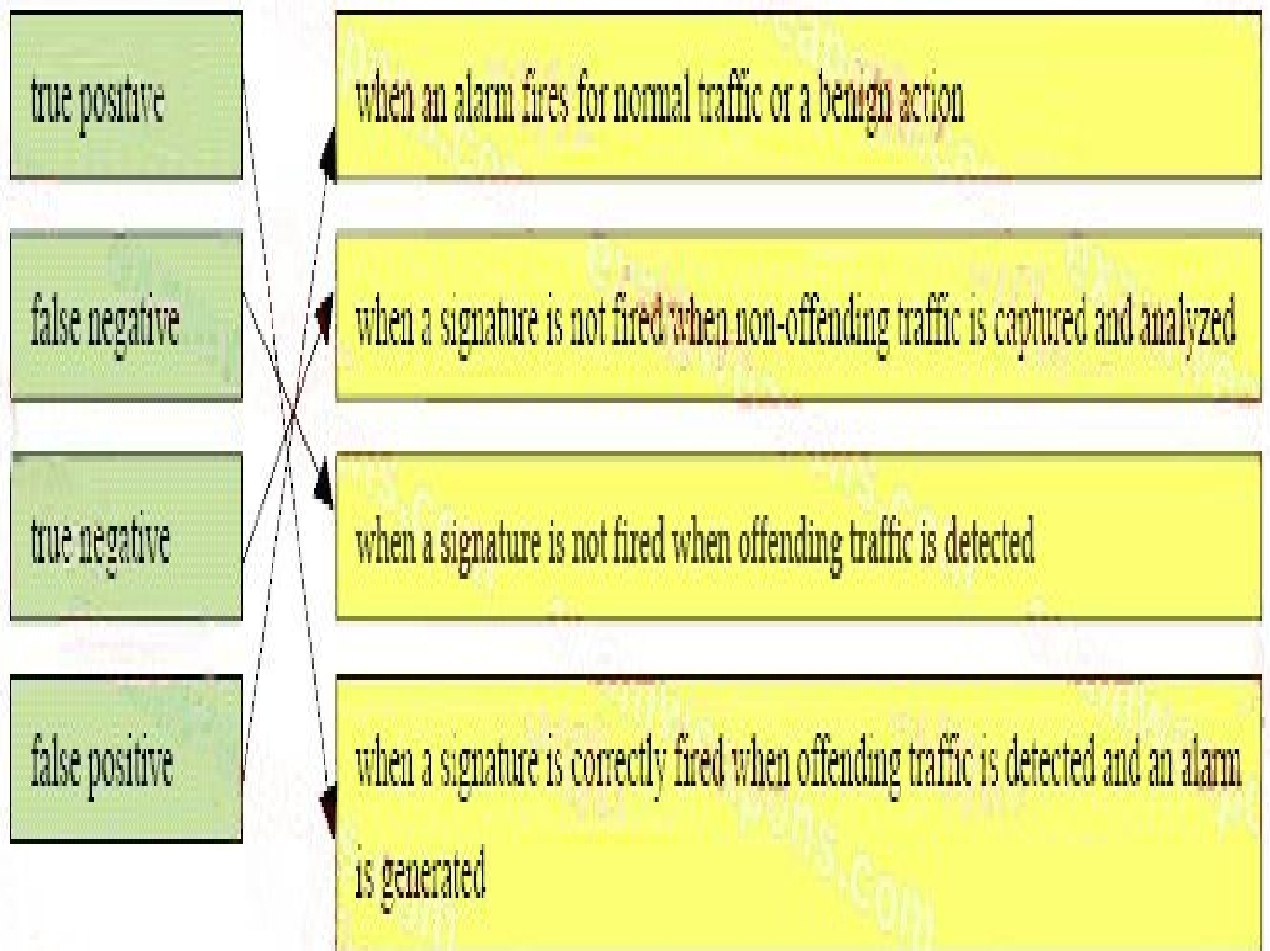 true positive
when an alarm fires for normal traffic or a benign action
false negative
when a signature is not fired when non-offending traffic is captured and analyzed
true negative
when a signature is not fired when offending traffic is detected
false positive
when a signature is correctly fired when offending traffic is detected and an alarm
is generated